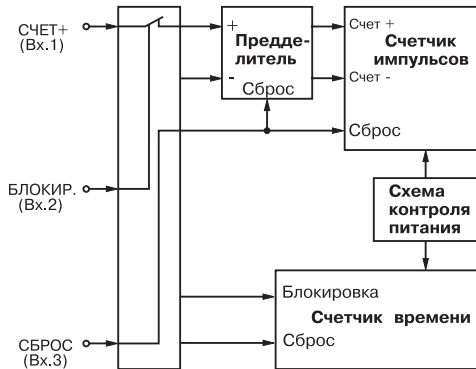 СЧЕТ+
(Вх.1)
+
Предде-
литель
-
Сброс
Счет +
Счетчик
импульсов
Счет -
Сброс
БЛОКИР.
(Вх.2)
Схема
контроля
питания
Блокировка
Счетчик времени
Сброс
СБРОС
(Вх.3)